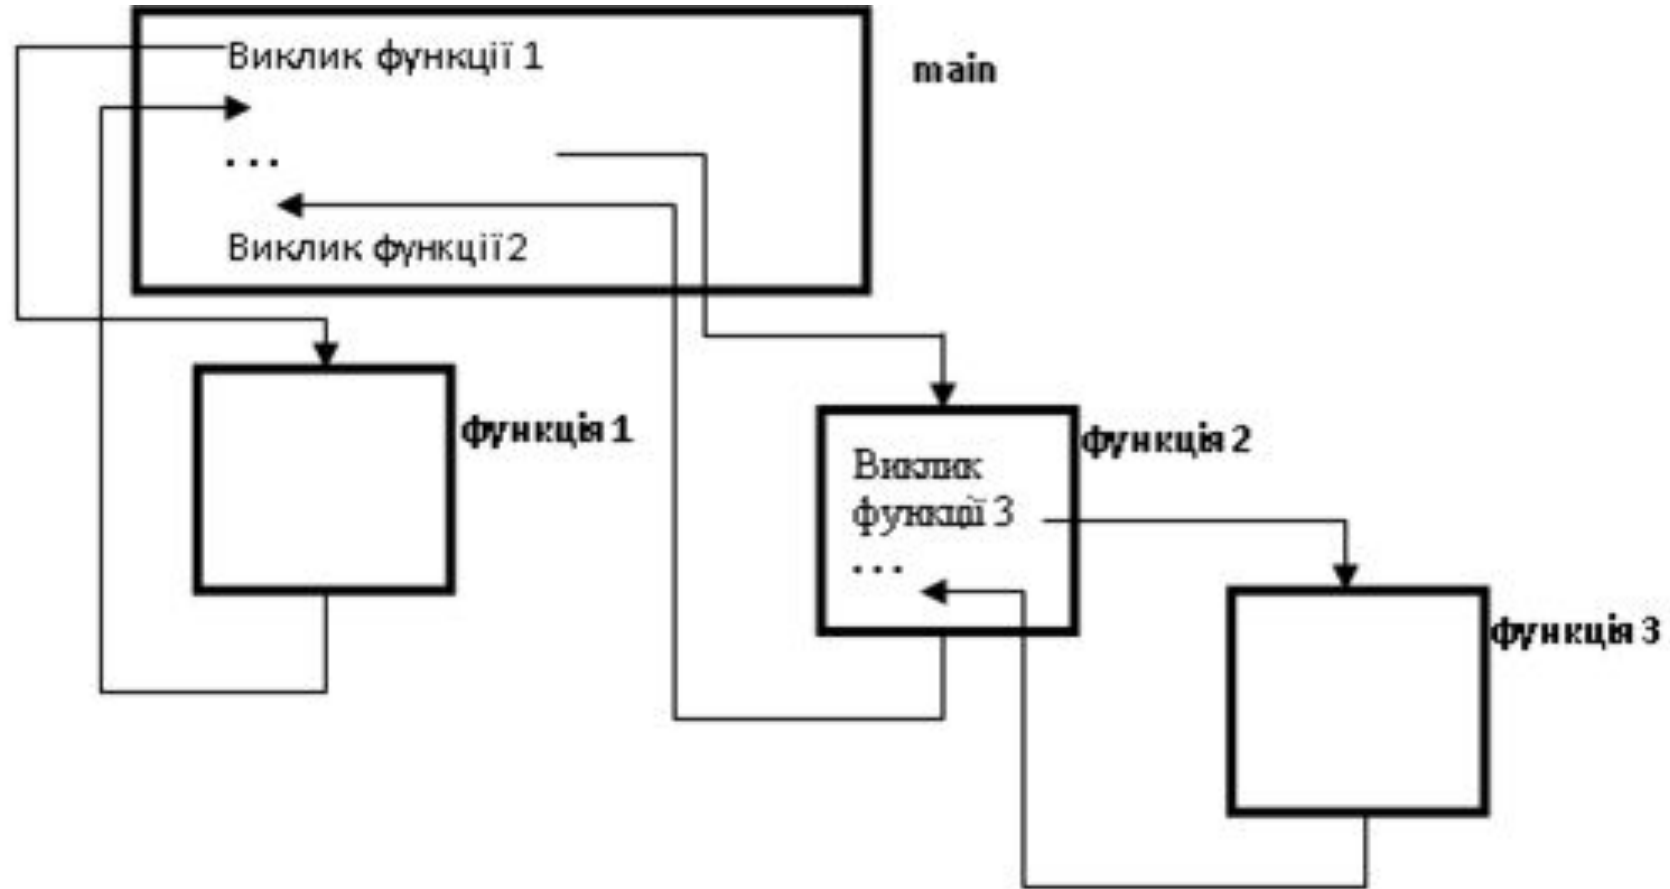 Виклик функції 1
main
...
Виклик функції 2
функція 1
функція 2
Виклик
функції 3
...
функція 3